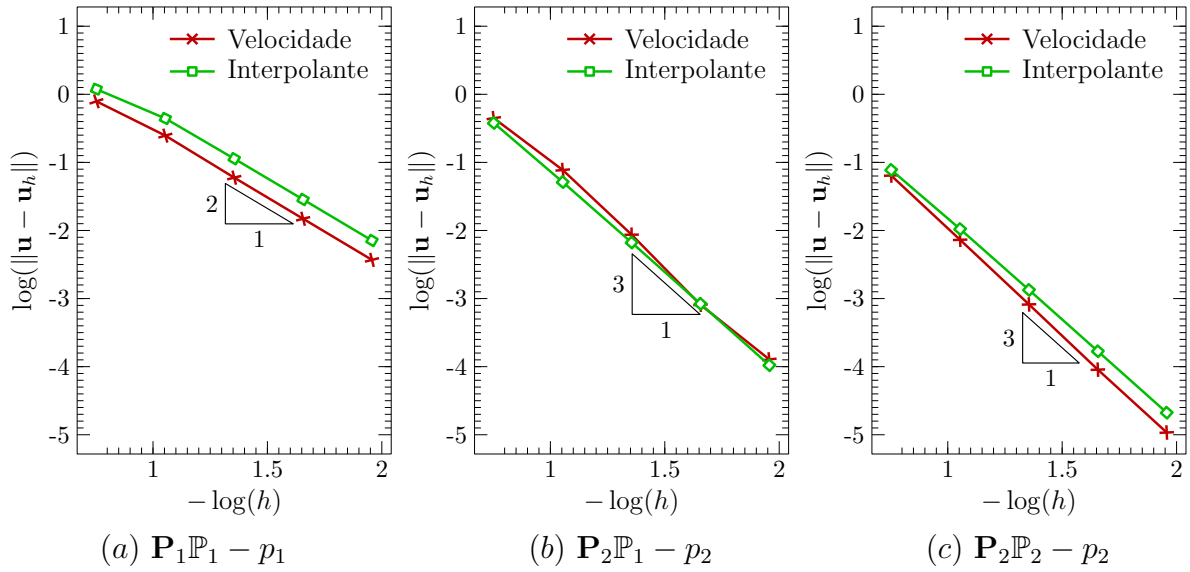 1
0
-1
-2
-3
-4
-5
log(‖u − u_h‖)
Velocidade
Interpolante
2
1
1
1.5
2
− log(h)
(a) P₁ℙ₁ − p₁
1
0
-1
-2
-3
-4
-5
log(‖u − u_h‖)
Velocidade
Interpolante
3
1
1
1.5
2
− log(h)
(b) P₂ℙ₁ − p₂
1
0
-1
-2
-3
-4
-5
log(‖u − u_h‖)
Velocidade
Interpolante
3
1
1
1.5
2
− log(h)
(c) P₂ℙ₂ − p₂